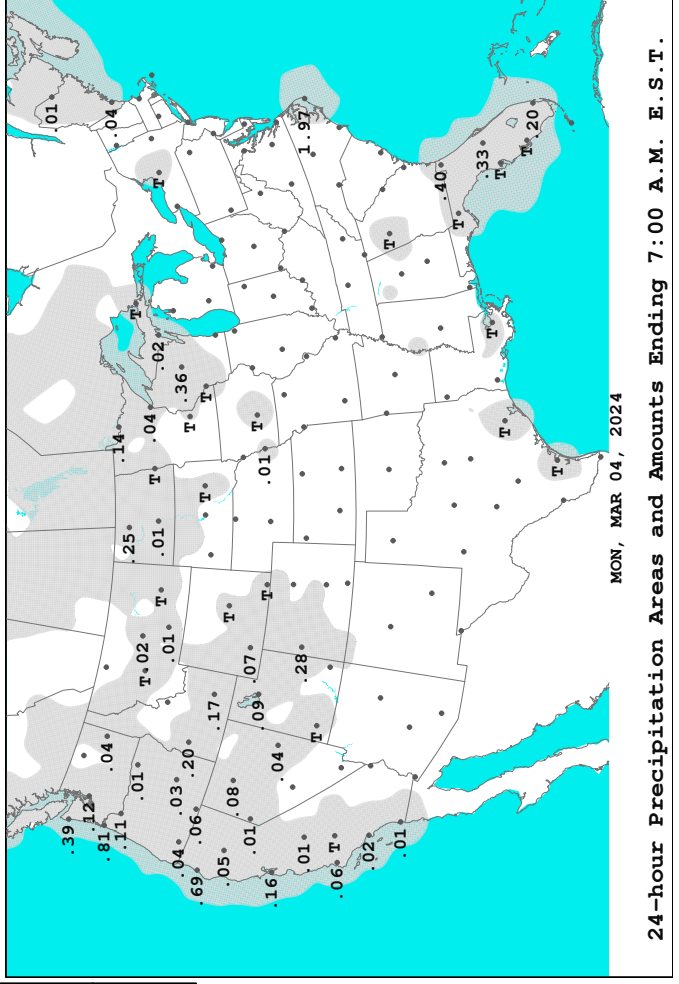 .01
.04
1.97
T
.40
.33
T
T
.20
T
T
T
.02
.36
T
T
T
.04
.14
T
.01
T
T
T
T
.25
.01
T
T
.01
.02
T
T
T
.07
.28
.17
.09
T
.04
.01
.20
.03
.08
.04
.39
.12
.81
.11
.06
.04
.69
.05
.01
.16
.01
T
.06
.02
.01
MON, MAR 04, 2024
24-hour Precipitation Areas and Amounts Ending 7:00 A.M. E.S.T.